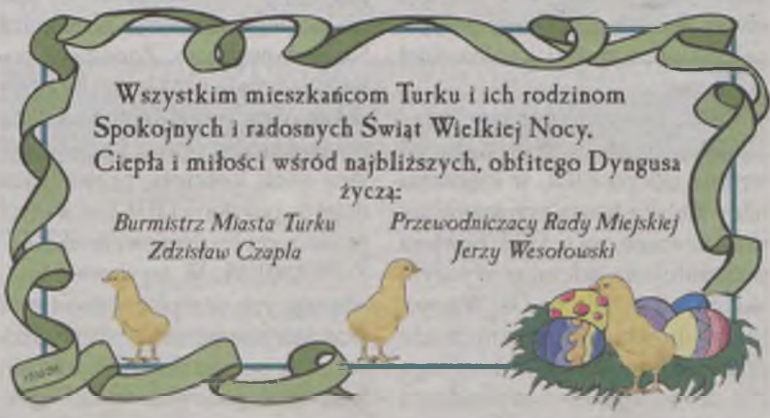 Wszystkim mieszkańcom Turku i ich rodzinom
Spokojnych i radosnych Świąt Wielkiej Nocy.
Ciepła i miłości wśród najbliższych, obfitego Dyngusa
życzą:
Burmistrz Miasta Turku
Zdzisław Czapla
Przewodniczacy Rady Miejskiej
Jerzy Wesołowski